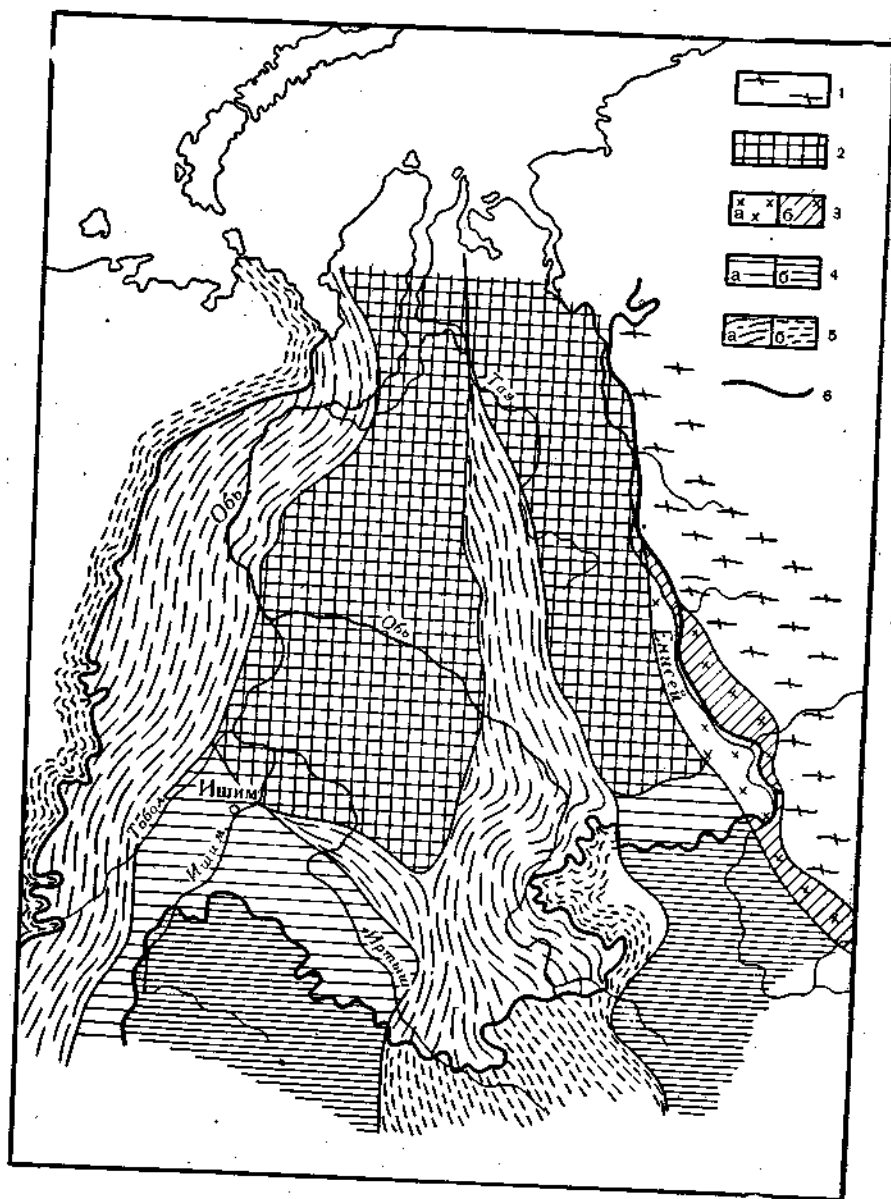 1
2
а б 3
а б 4
а б 5
6
Таз
Обь
Обь
Енисей
Ишим
Тобол
Ишим
Иртыш